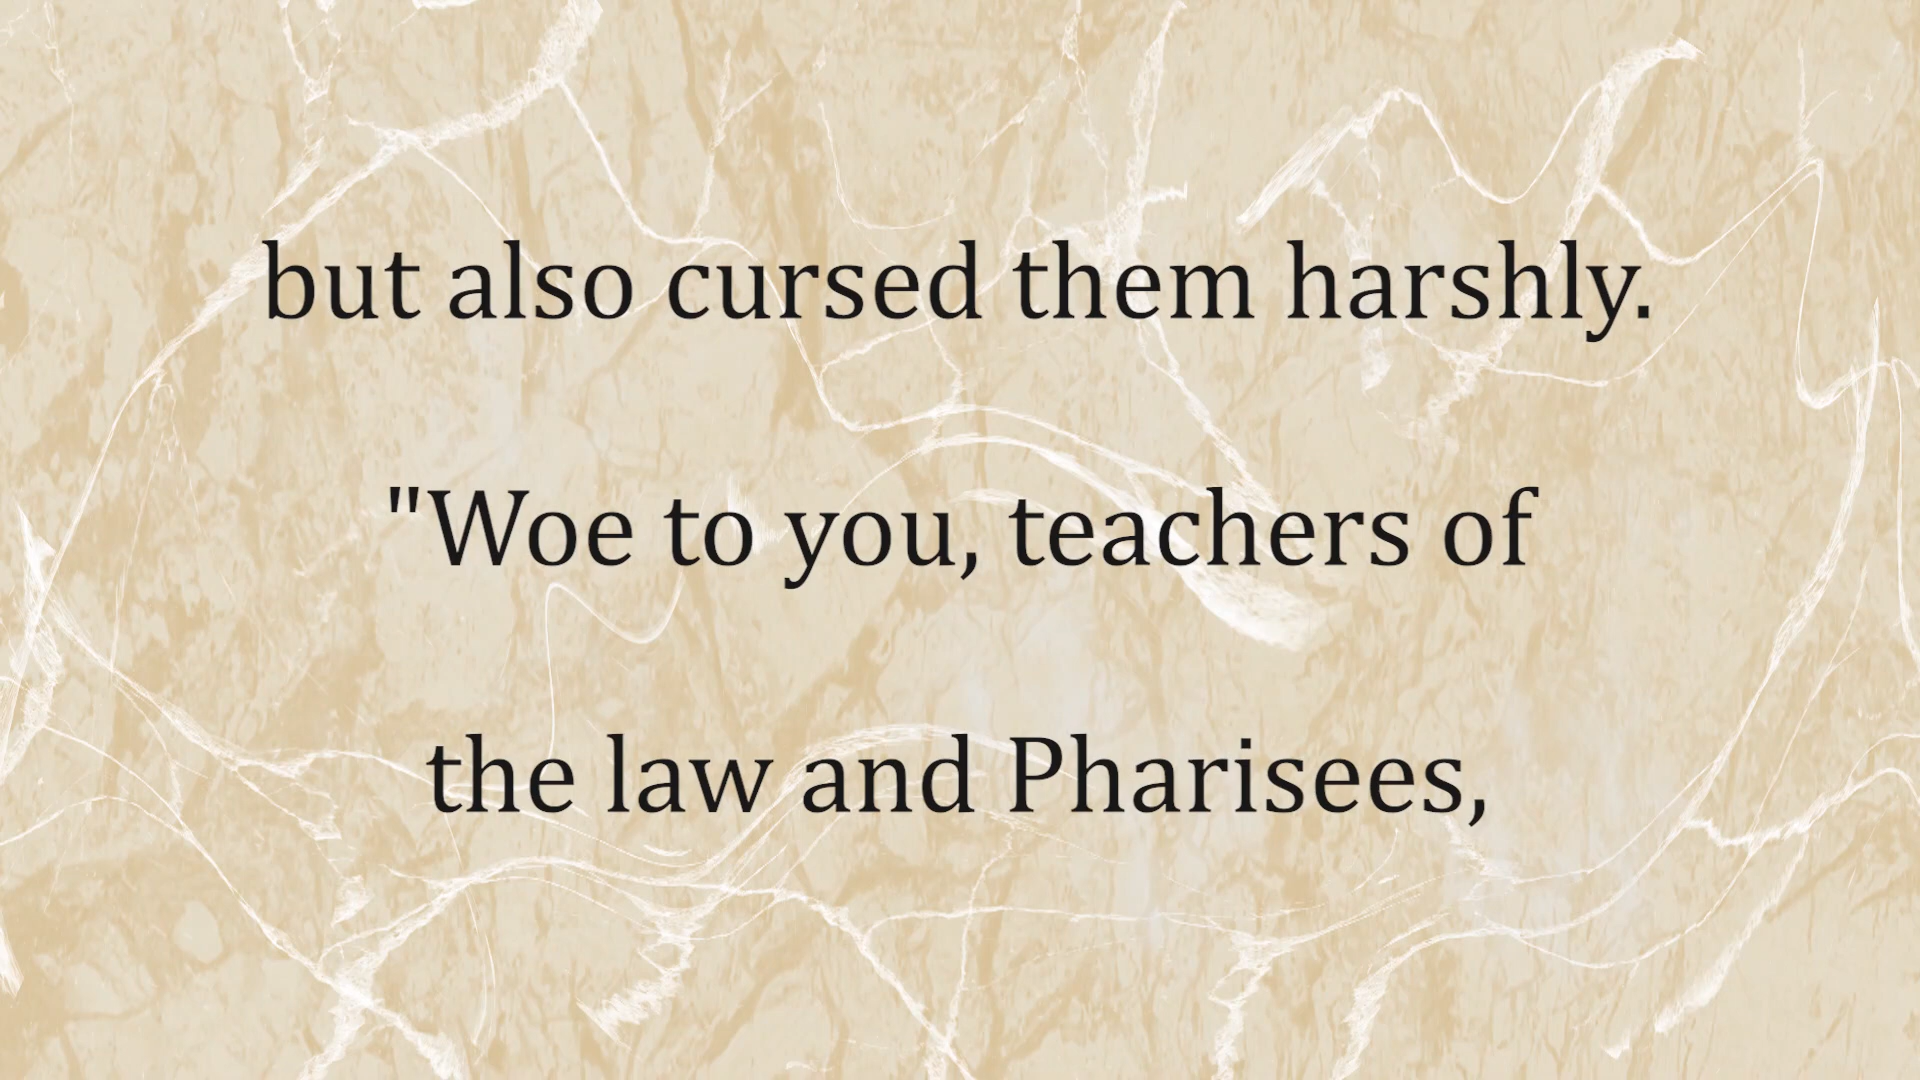 but also cursed them harshly.
"Woe to you, teachers of
the law and Pharisees,